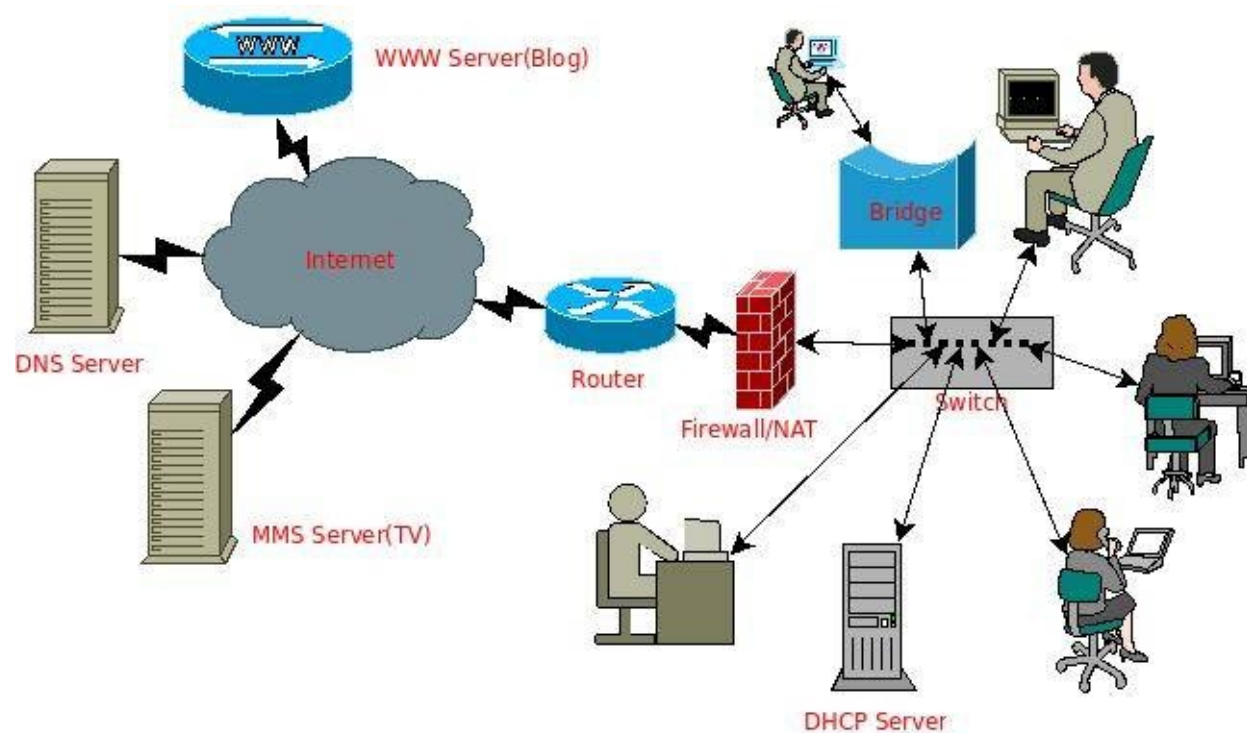 WWW
WWW Server(Blog)
Bridge
Internet
DNS Server
Router
Switch
Firewall/NAT
MMS Server(TV)
DHCP Server